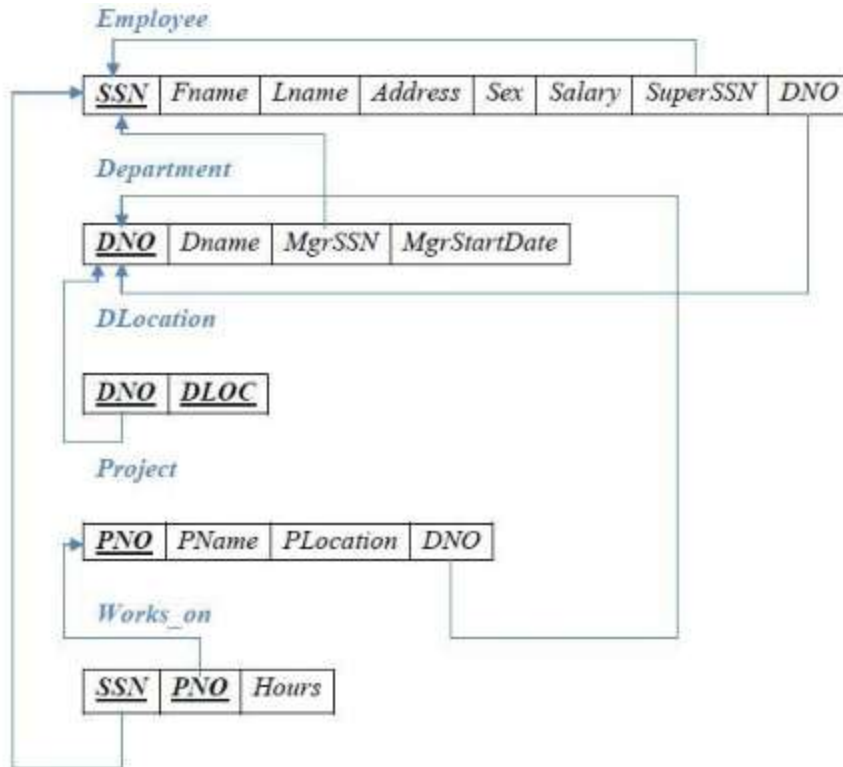 Employee
SSN Fname Lname Address Sex Salary SuperSSN DNO
Department
DNO Dname MgrSSN MgrStartDate
DLocation
DNO DLOC
Project
PNO PName PLocation DNO
Works_on
SSN PNO Hours